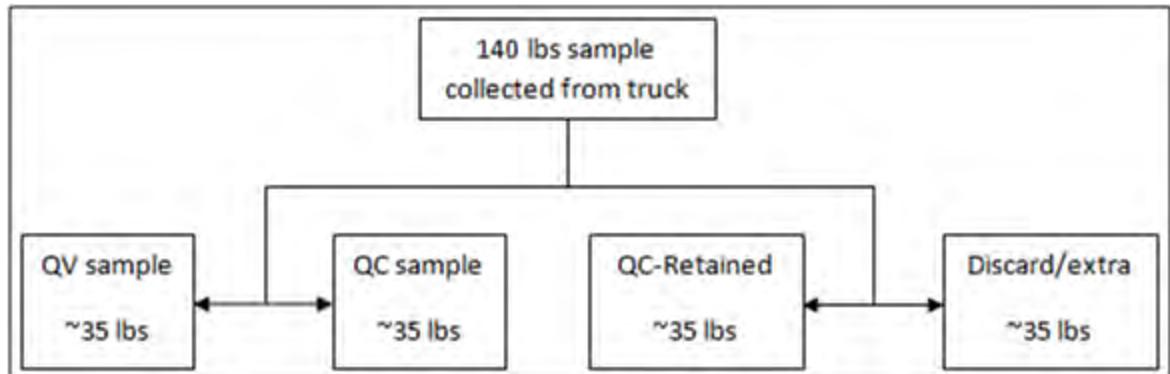 140 lbs sample
collected from truck
QV sample
~35 lbs
QC sample
~35 lbs
QC-Retained
~35 lbs
Discard/extra
~35 lbs